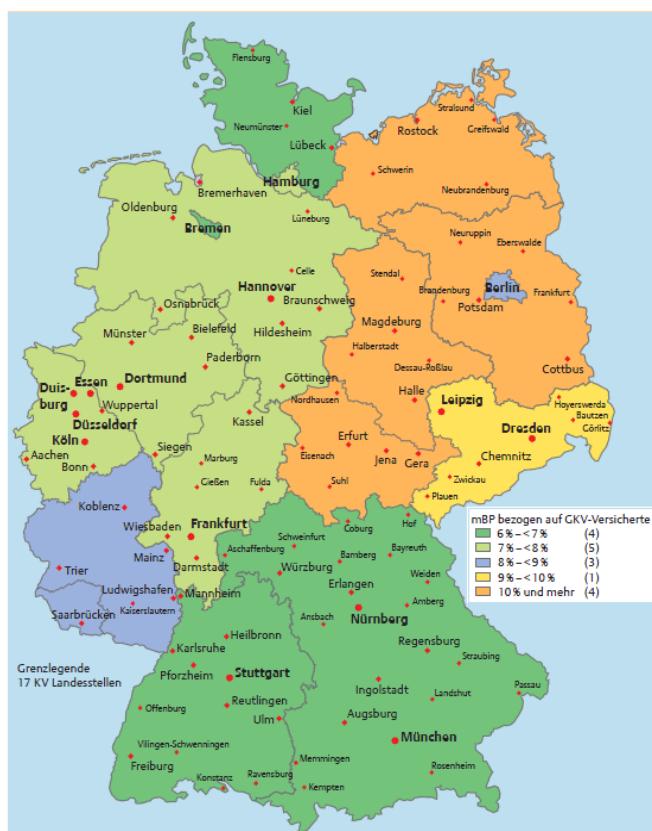 Flensburg
Kiel
Neumünster
Lübeck
Stralsund
Rostock
Greifswald
Schwerin
Neubrandenburg
Hamburg
Bremerhaven
Oldenburg
Bremen
Lüneburg
Neuruppin
Eberswalde
Celle
Stendal
Hannover
Brandenburg
Berlin
Frankfurt
Potsdam
Osnabrück
Braunschweig
Magdeburg
Münster
Bielefeld
Hildesheim
Halberstadt
Paderborn
Dessau-Roßlau
Cottbus
Duis-
burg
Essen
Dortmund
Göttingen
Nordhausen
Halle
Leipzig
Hoyerswerda
Bautzen
Görlitz
Wuppertal
Düsseldorf
Kassel
Dresden
Köln
Aachen
Bonn
Siegen
Marburg
Eisenach
Erfurt
Jena
Gera
Chemnitz
Zwickau
Gießen
Fulda
Suhl
Plauen
Koblenz
Wiesbaden
Frankfurt
Coburg
Hof
Mainz
Aschaffenburg
Schweinfurt
Bamberg
Bayreuth
Trier
Darmstadt
Würzburg
Weiden
Ludwigshafen
Mannheim
Erlangen
Amberg
Saarbrücken
Kaiserslautern
Ansbach
Nürnberg
Heilbronn
Karlsruhe
Regensburg
Pforzheim
Stuttgart
Straubing
Ingolstadt
Passau
Offenburg
Reutlingen
Landshut
Ulm
Augsburg
Vilingen-Schwenningen
München
Freiburg
Memmingen
Rosenheim
Konstanz
Ravensburg
Kempten
mBP bezogen auf GKV-Versicherte
6%–<7% (4)
7%–<8% (5)
8%–<9% (3)
9%–<10% (1)
10% und mehr (4)
Grenzlegende
17 KV Landesstellen